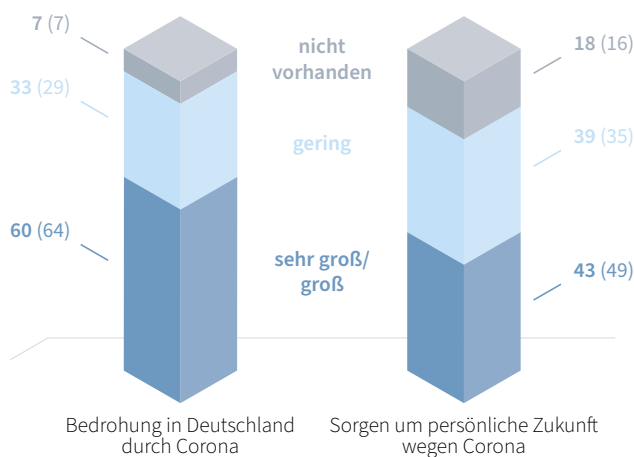 7 (7)
33 (29)
60 (64)
nicht
vorhanden
gering
sehr groß/
groß
18 (16)
39 (35)
43 (49)
Bedrohung in Deutschland
durch Corona
Sorgen um persönliche Zukunft
wegen Corona